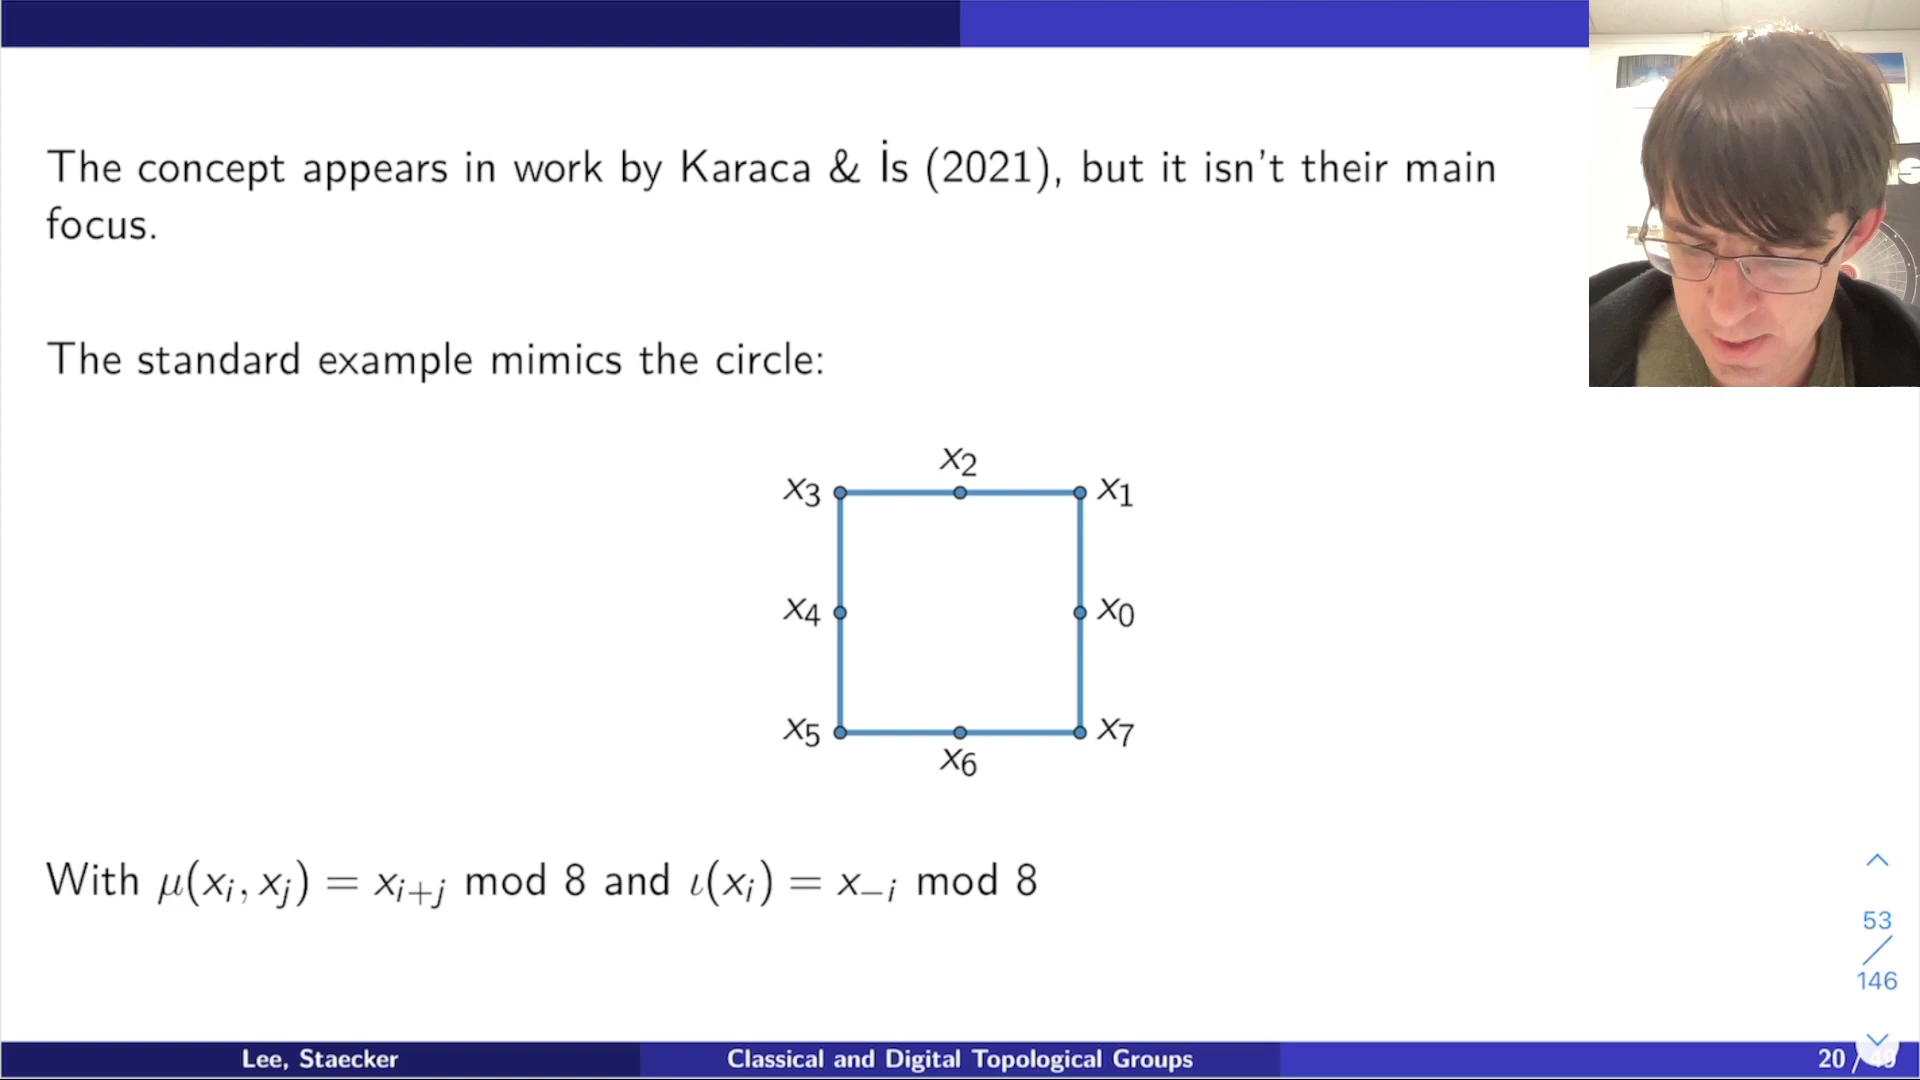 The concept appears in work by Karaca & İs (2021), but it isn't their main
focus.
The standard example mimics the circle:
x₂
x₃
x₁
x₄
x₀
x₅
x₇
x₆
With μ(xᵢ, xⱼ) = xᵢ₊ⱼ mod 8 and ι(xᵢ) = x₋ᵢ mod 8
53
/
146
Lee, Staecker
Classical and Digital Topological Groups
20 /